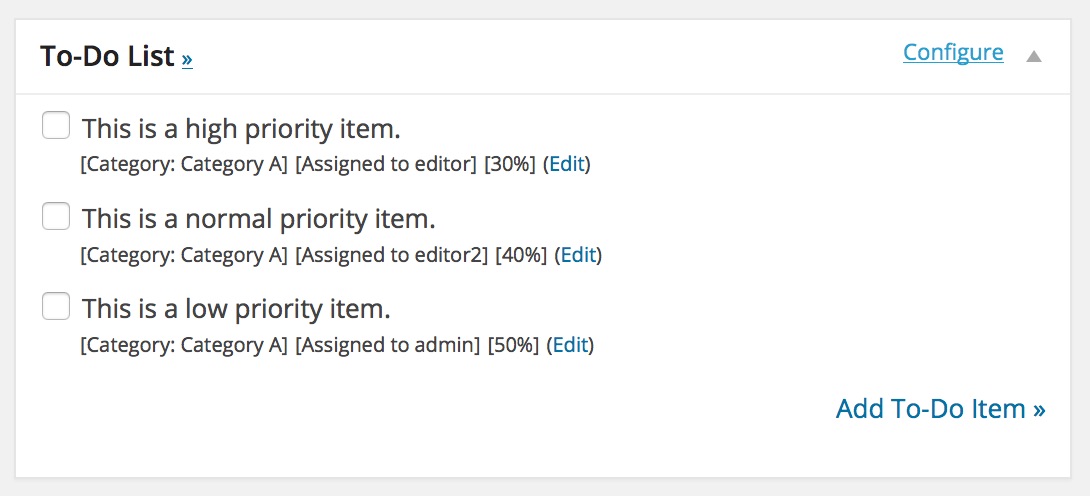 To-Do List »
Configure
This is a high priority item.
[Category: Category A] [Assigned to editor] [30%] (Edit)
This is a normal priority item.
[Category: Category A] [Assigned to editor2] [40%] (Edit)
This is a low priority item.
[Category: Category A] [Assigned to admin] [50%] (Edit)
Add To-Do Item »